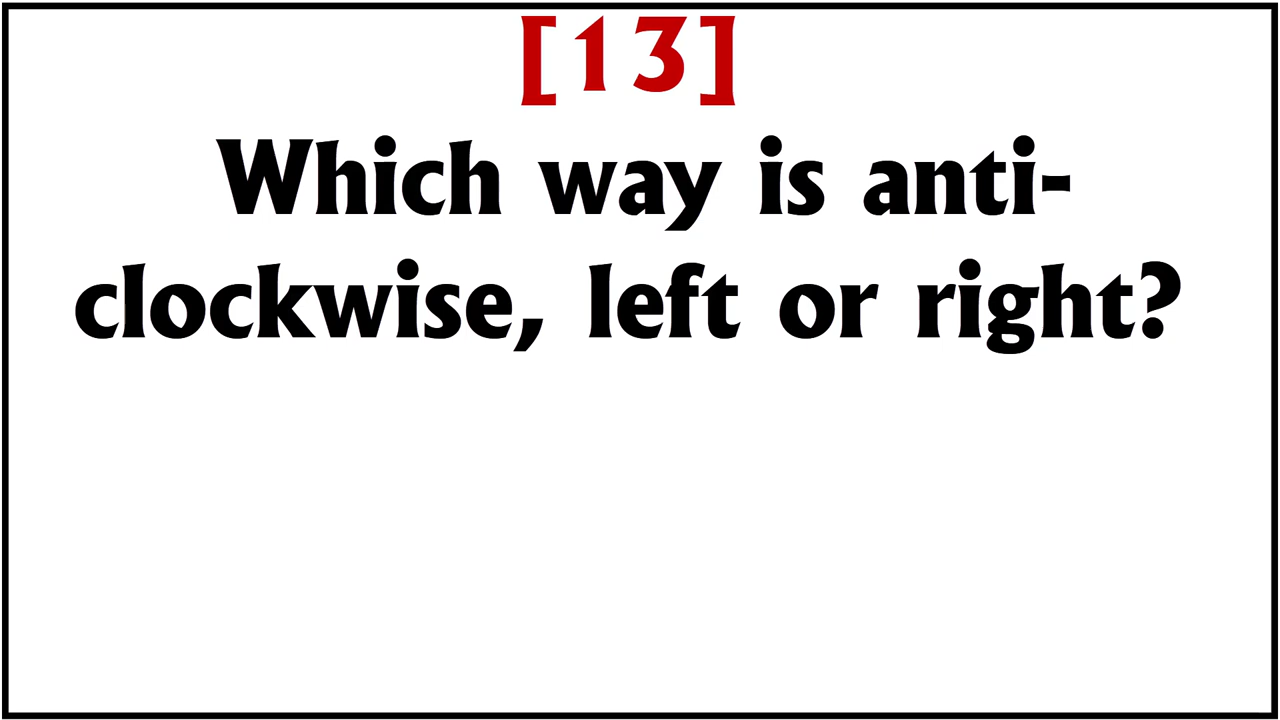 [13]
Which way is anti-
clockwise, left or right?